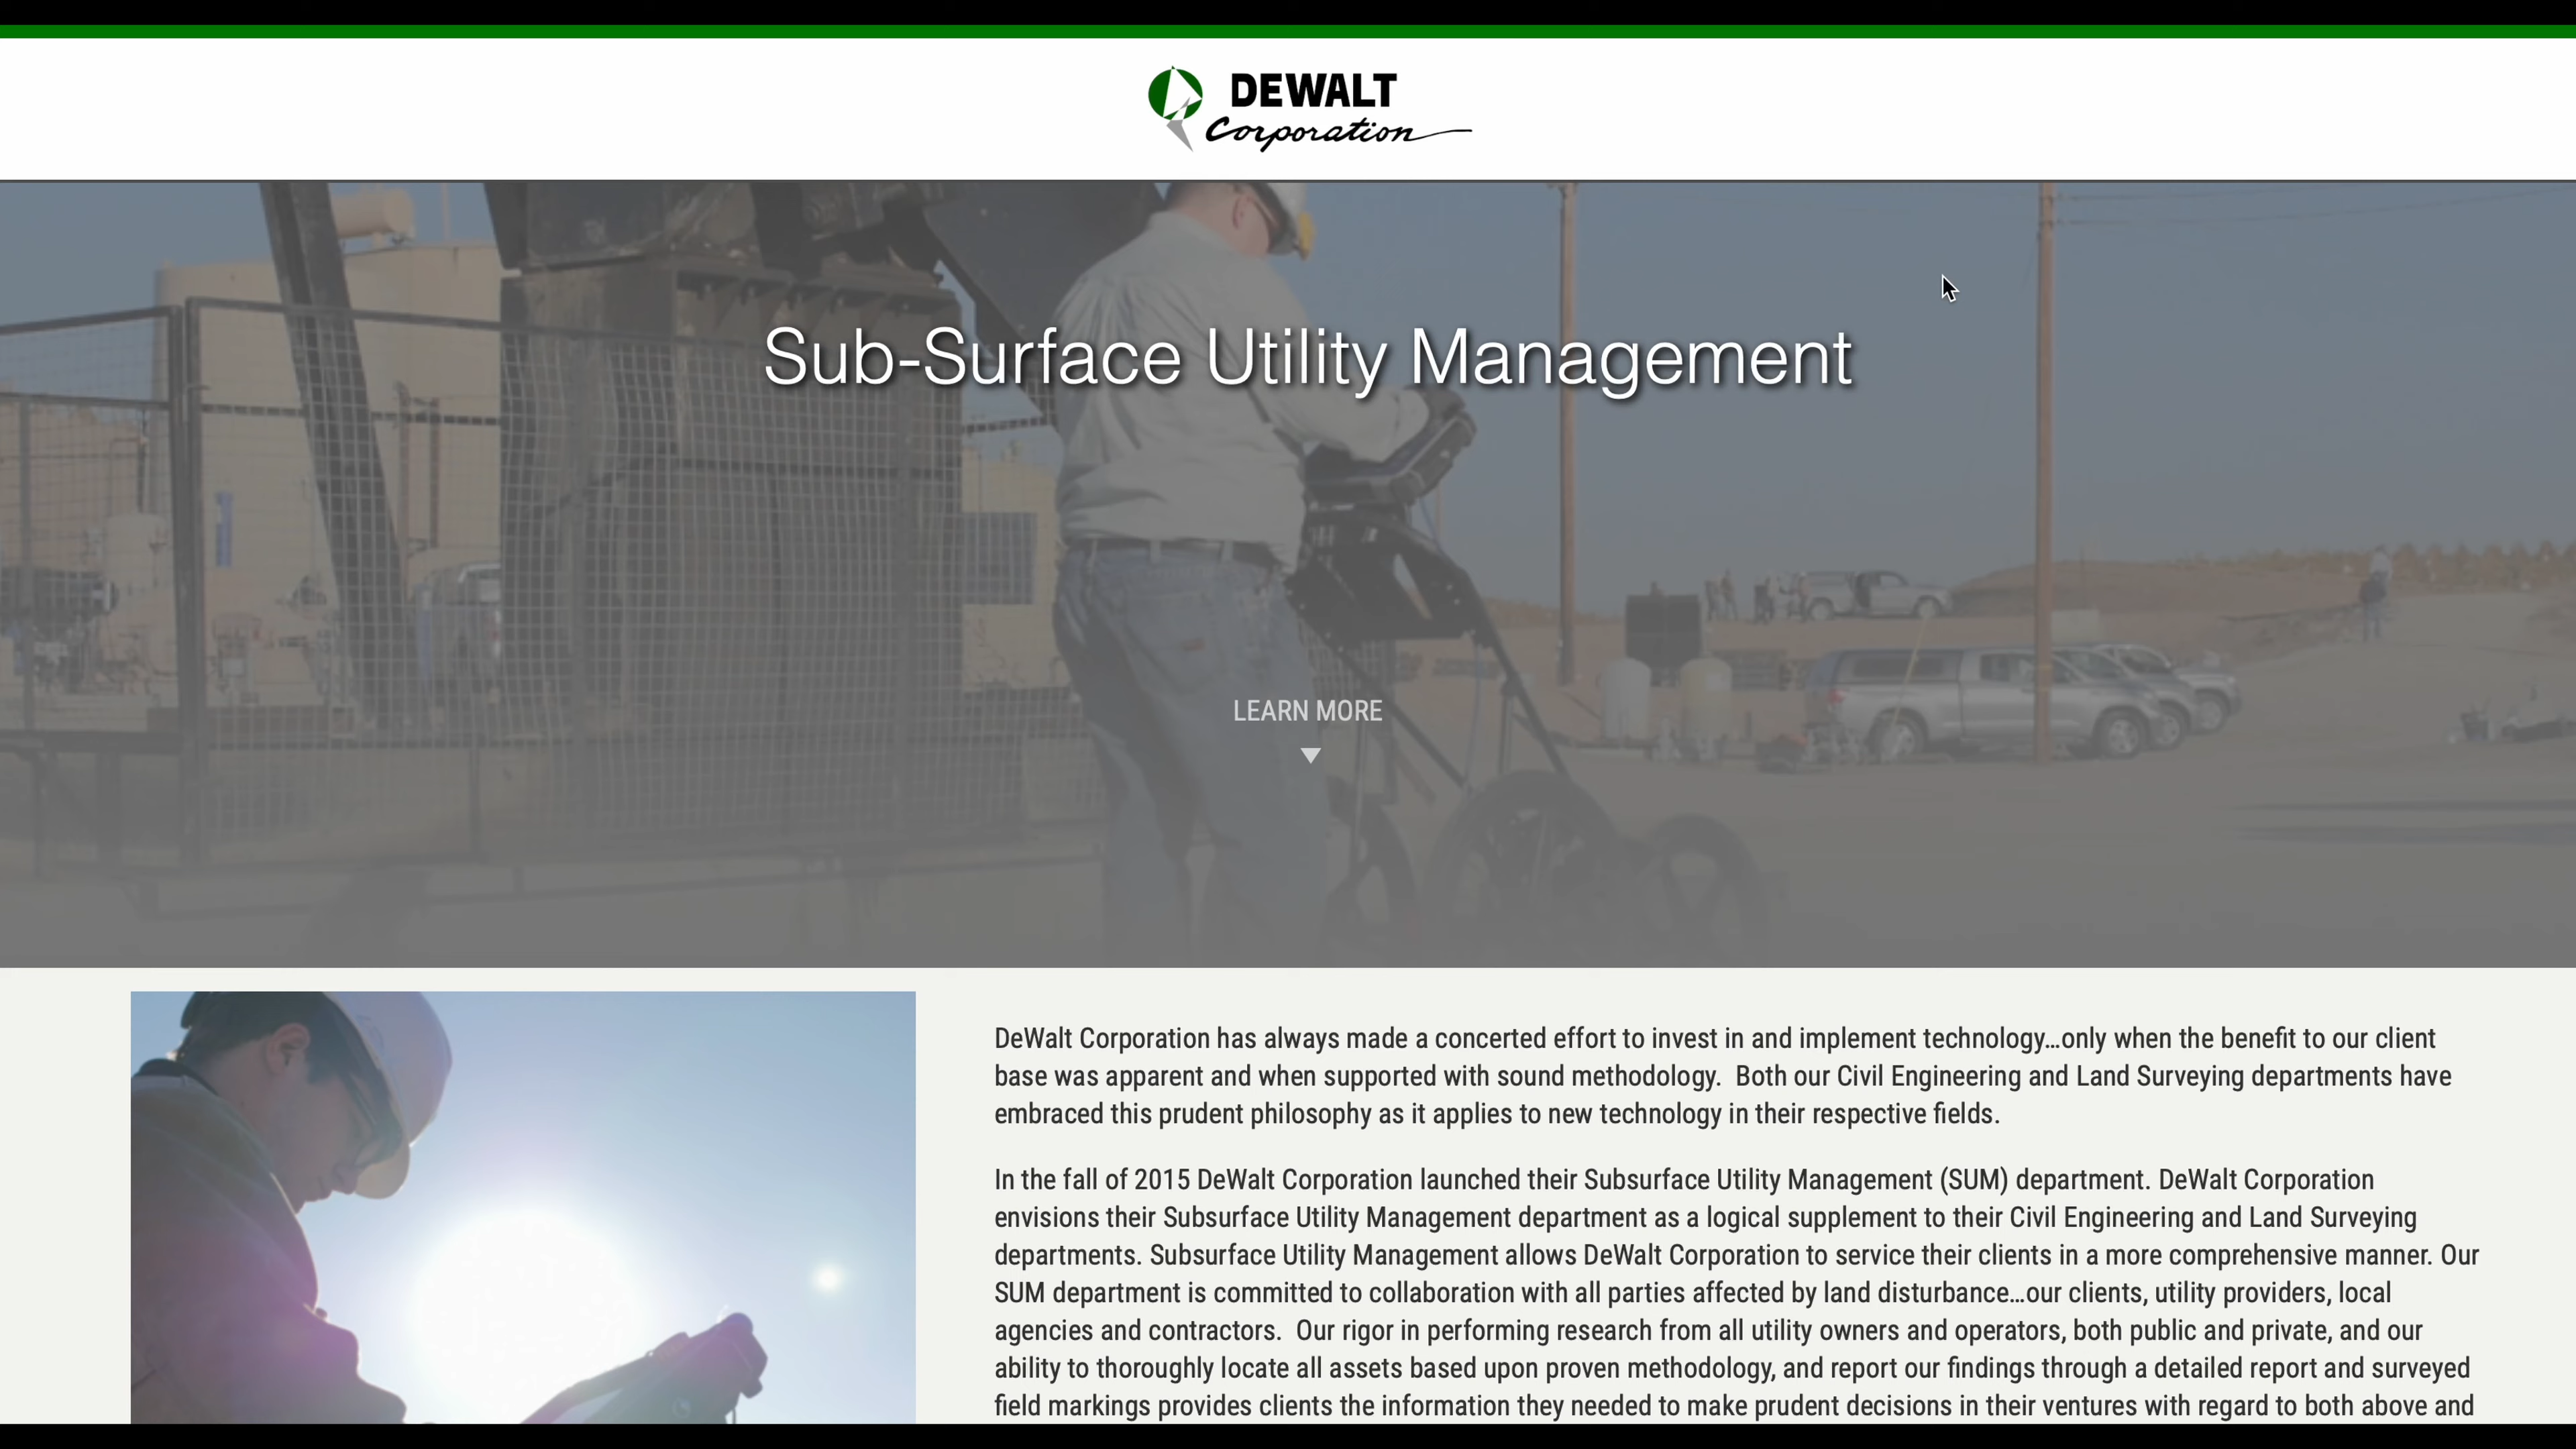 DEWALT
Corporation
Sub-Surface Utility Management
LEARN MORE
DeWalt Corporation has always made a concerted effort to invest in and implement technology…only when the benefit to our client
base was apparent and when supported with sound methodology.  Both our Civil Engineering and Land Surveying departments have
embraced this prudent philosophy as it applies to new technology in their respective fields.
In the fall of 2015 DeWalt Corporation launched their Subsurface Utility Management (SUM) department. DeWalt Corporation
envisions their Subsurface Utility Management department as a logical supplement to their Civil Engineering and Land Surveying
departments. Subsurface Utility Management allows DeWalt Corporation to service their clients in a more comprehensive manner. Our
SUM department is committed to collaboration with all parties affected by land disturbance…our clients, utility providers, local
agencies and contractors.  Our rigor in performing research from all utility owners and operators, both public and private, and our
ability to thoroughly locate all assets based upon proven methodology, and report our findings through a detailed report and surveyed
field markings provides clients the information they needed to make prudent decisions in their ventures with regard to both above and